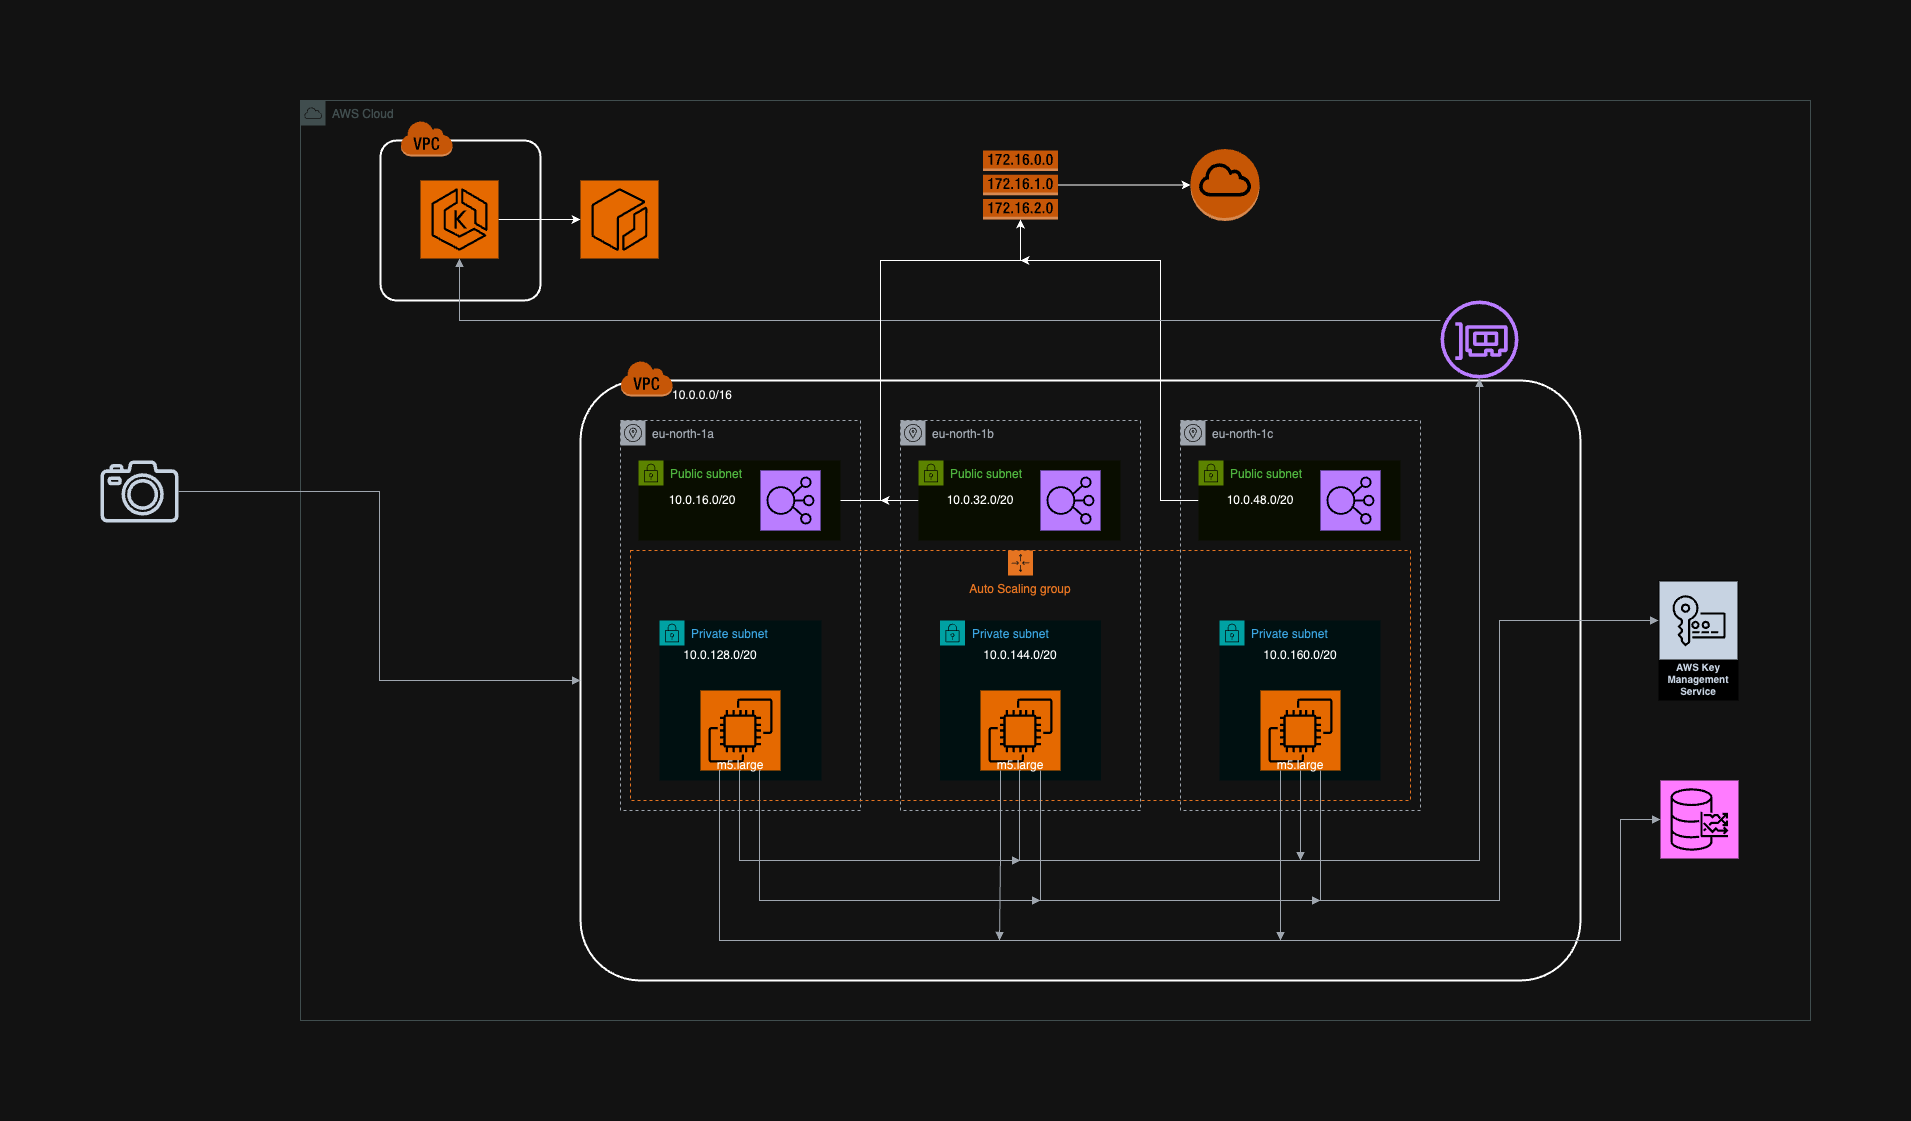 AWS Cloud
VPC
K
172.16.0.0
172.16.1.0
172.16.2.0
VPC
10.0.0.0/16
eu-north-1a
eu-north-1b
eu-north-1c
Public subnet
10.0.16.0/20
Public subnet
10.0.32.0/20
Public subnet
10.0.48.0/20
Auto Scaling group
Private subnet
10.0.128.0/20
Private subnet
10.0.144.0/20
Private subnet
10.0.160.0/20
m5.large
m5.large
m5.large
AWS Key
Management
Service